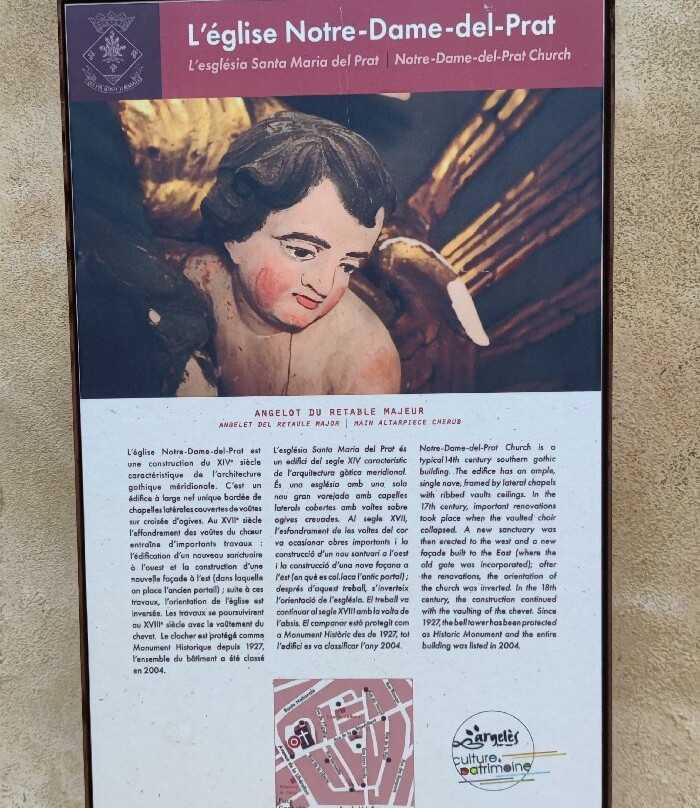 L'église Notre-Dame-del-Prat
L'església Santa Maria del Prat | Notre-Dame-del-Prat Church
ANGELOT DU RETABLE MAJEUR
ANGELET DEL RETAULE MAJOR | MAIN ALTARPIECE CHERUB
L'église Notre-Dame-del-Prat est
une construction du XIVᵉ siècle
caractéristique de l'architecture
gothique méridionale. C'est un
édifice à large nef unique bordée de
chapelles latérales couvertes de voûtes
sur croisée d'ogives. Au XVIIᵉ siècle
l'effondrement des voûtes du chœur
entraîne d'importants travaux :
l'édification d'un nouveau sanctuaire
à l'ouest et la construction d'une
nouvelle façade à l'est (dans laquelle
on place l'ancien portail) ; suite à ces
travaux, l'orientation de l'église est
inversée. Les travaux se poursuivirent
au XVIIIᵉ siècle avec le voûtement du
chevet. Le clocher est protégé comme
Monument Historique depuis 1927,
l'ensemble du bâtiment a été classé
en 2004.
L'església Santa Maria del Prat és
un edifici del segle XIV característic
de l'arquitectura gòtica meridional.
És una església amb una sola
nau gran vorejada amb capelles
laterals cobertes amb voltes sobre
ogives creuades. Al segle XVII,
l'esfondrament de les voltes del cor
va ocasionar obres importants i la
construcció d'un nou santuari a l'oest
i la construcció d'una nova façana a
l'est (en què es col.loca l'antic portal) ;
després d'aquest treball, s'inverteix
l'orientació de l'església. El treball va
continuar al segle XVIII amb la volta de
l'absis. El campanar està protegit com
a Monument Històric des de 1927, tot
l'edifici es va classificar l'any 2004.
Notre-Dame-del-Prat Church is a
typical 14th century southern gothic
building. The edifice has an ample,
single nave, framed by lateral chapels
with ribbed vaults ceilings. In the
17th century, important renovations
took place when the vaulted choir
collapsed. A new sanctuary was
then erected to the west and a new
façade built to the East (where the
old gate was incorporated); after
the renovations, the orientation of
the church was inverted. In the 18th
century, the construction continued
with the vaulting of the chevet. Since
1927, the bell tower has been protected
as Historic Monument and the entire
building was listed in 2004.
Route Nationale
argelès
culture
patrimoine